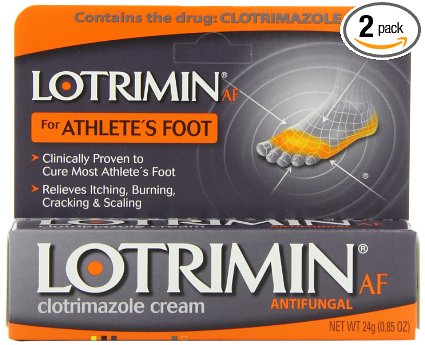 Contains the drug: CLOTRIMAZOLE
2
pack
LOTRIMIN® AF
For ATHLETE'S FOOT
Clinically Proven to
Cure Most Athlete's Foot
Relieves Itching, Burning,
Cracking & Scaling
LOTRIMIN® AF
clotrimazole cream
ANTIFUNGAL
NET WT 24g (0.85 OZ)